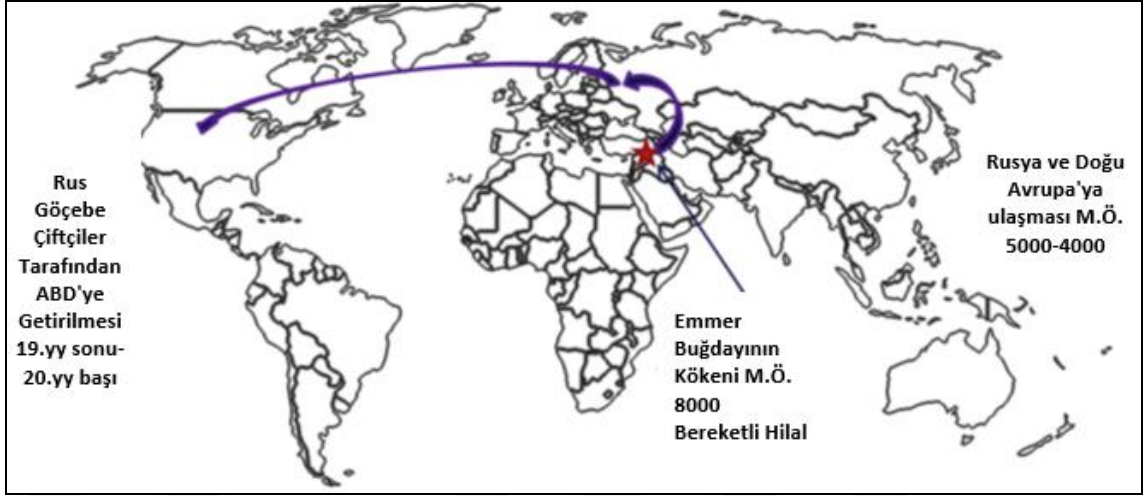 Rus
Göçebe
Çiftçiler
Tarafından
ABD'ye
Getirilmesi
19.yy sonu-
20.yy başı
Emmer
Buğdayının
Kökeni M.Ö.
8000
Bereketli Hilal
Rusya ve Doğu
Avrupa'ya
ulaşması M.Ö.
5000-4000